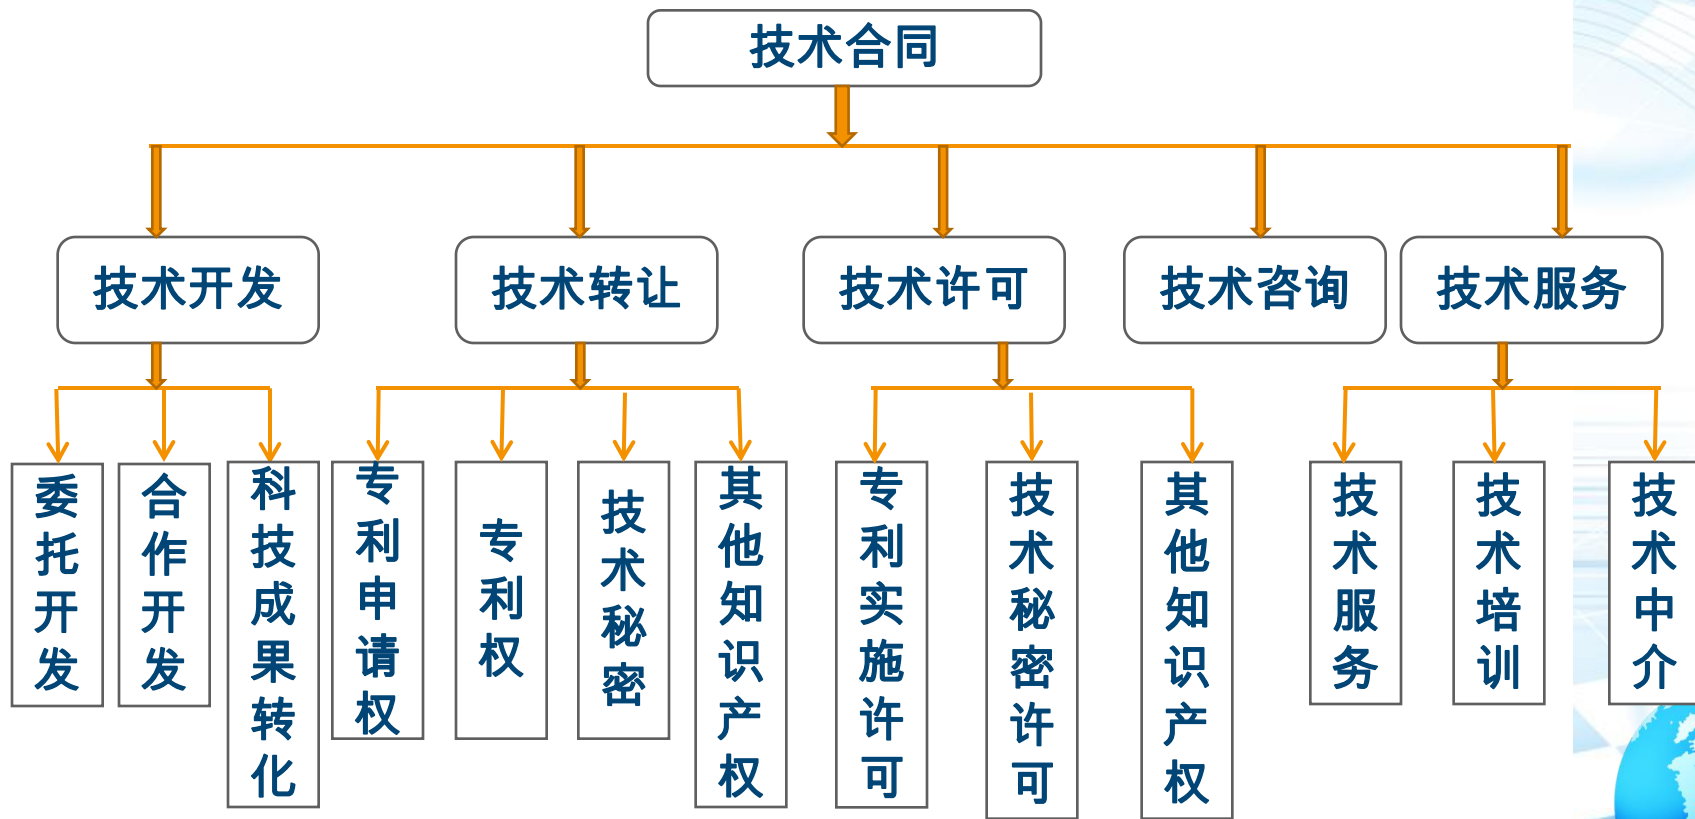 技术合同
技术开发
技术转让
技术许可
技术咨询
技术服务
委托开发
合作开发
科技成果转化
专利申请权
专利权
技术秘密
其他知识产权
专利实施许可
技术秘密许可
其他知识产权
技术服务
技术培训
技术中介